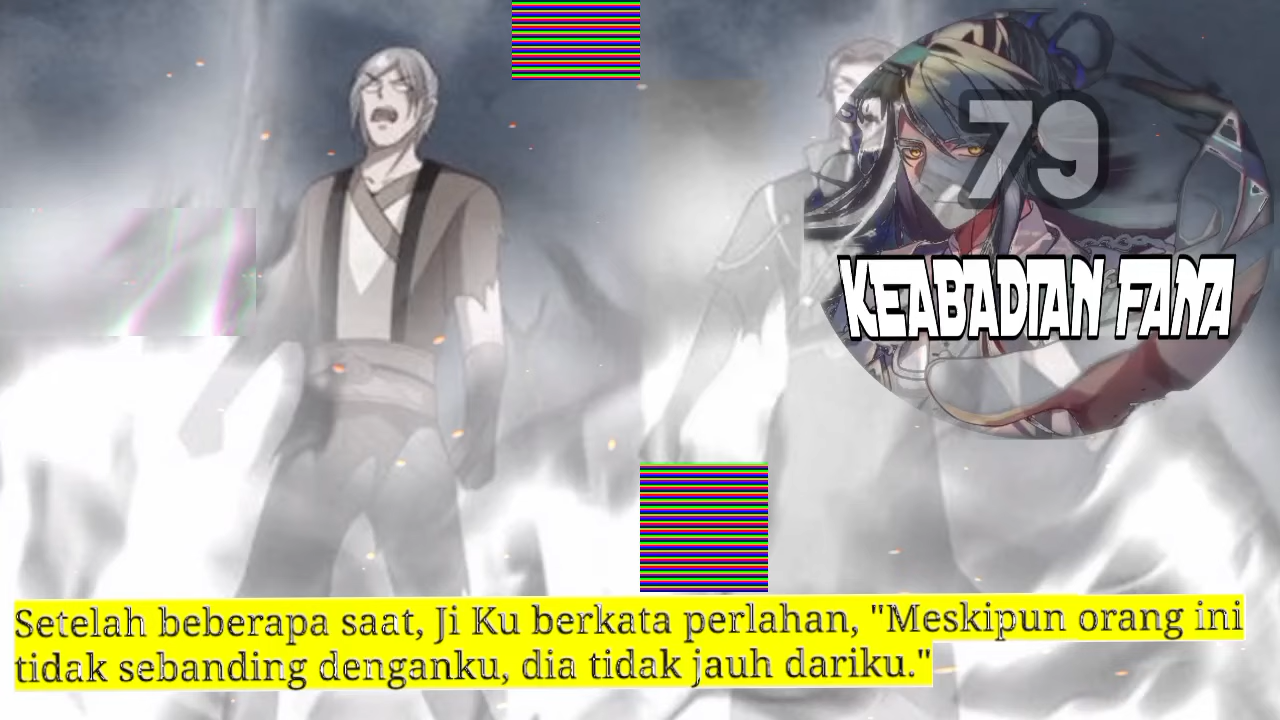 79
KEABADIAN FANA
Setelah beberapa saat, Ji Ku berkata perlahan, "Meskipun orang ini
tidak sebanding denganku, dia tidak jauh dariku."